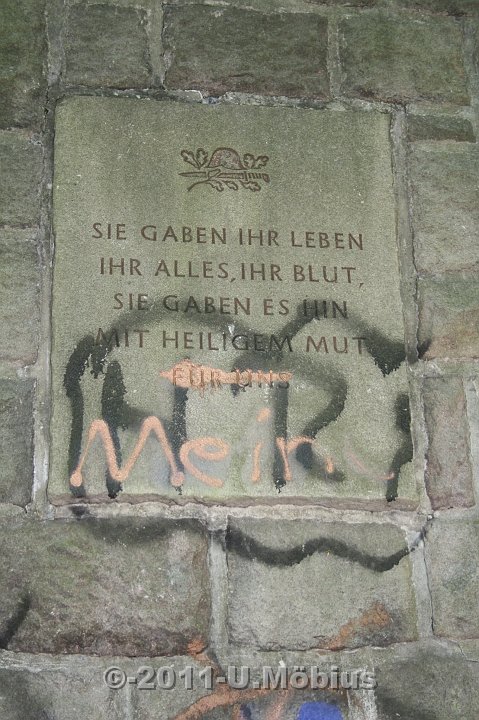 SIE GABEN IHR LEBEN
IHR ALLES, IHR BLUT,
SIE GABEN ES HIN
MIT HEILIGEM MUT
FÜR UNS
©-2011-U.Möbius